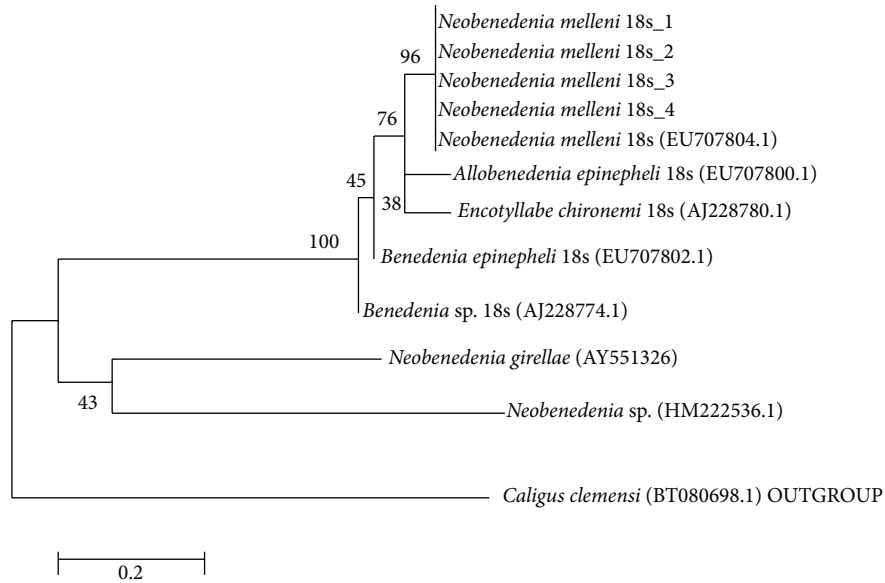 Neobenedenia melleni 18s_1
Neobenedenia melleni 18s_2
96
Neobenedenia melleni 18s_3
Neobenedenia melleni 18s_4
76
Neobenedenia melleni 18s (EU707804.1)
Allobenedenia epinepheli 18s (EU707800.1)
45
38
Encotyllabe chironemi 18s (AJ228780.1)
100
Benedenia epinepheli 18s (EU707802.1)
Benedenia sp. 18s (AJ228774.1)
Neobenedenia girellae (AY551326)
43
Neobenedenia sp. (HM222536.1)
Caligus clemensi (BT080698.1) OUTGROUP
0.2